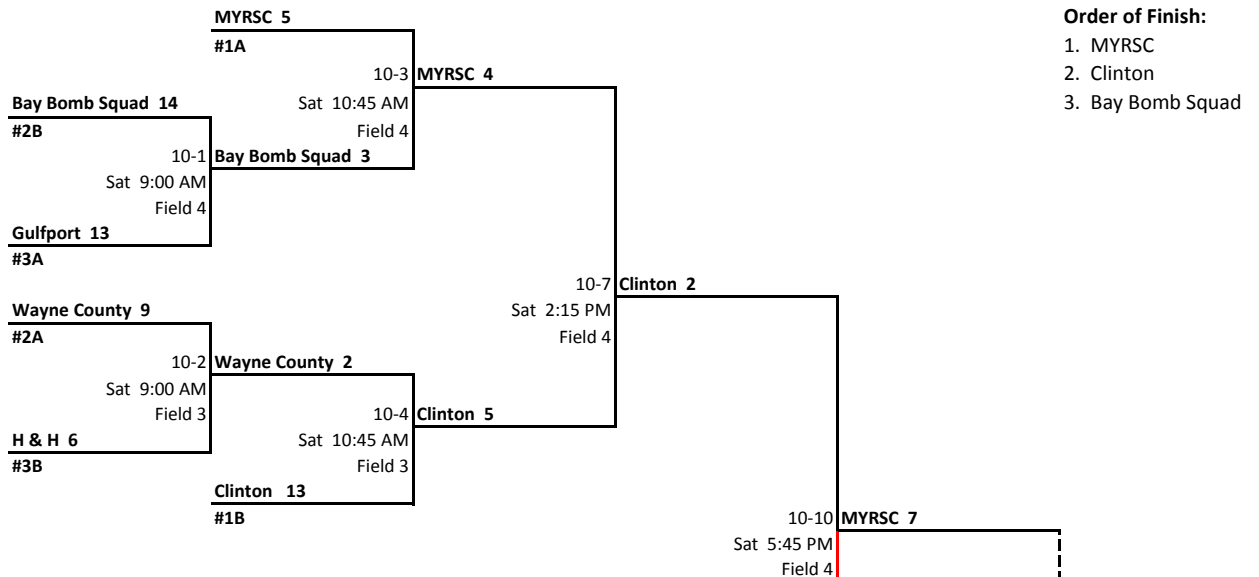 MYRSC 5
#1A
10-3 MYRSC 4
Sat 10:45 AM
Field 4
Bay Bomb Squad 14
#2B
10-1 Bay Bomb Squad 3
Sat 9:00 AM
Field 4
Gulfport 13
#3A
10-7 Clinton 2
Sat 2:15 PM
Field 4
Wayne County 9
#2A
10-2 Wayne County 2
Sat 9:00 AM
Field 3
10-4 Clinton 5
H & H 6
Sat 10:45 AM
#3B
Field 3
Clinton 13
#1B
10-10 MYRSC 7
Sat 5:45 PM
Field 4
Order of Finish:
1. MYRSC
2. Clinton
3. Bay Bomb Squad